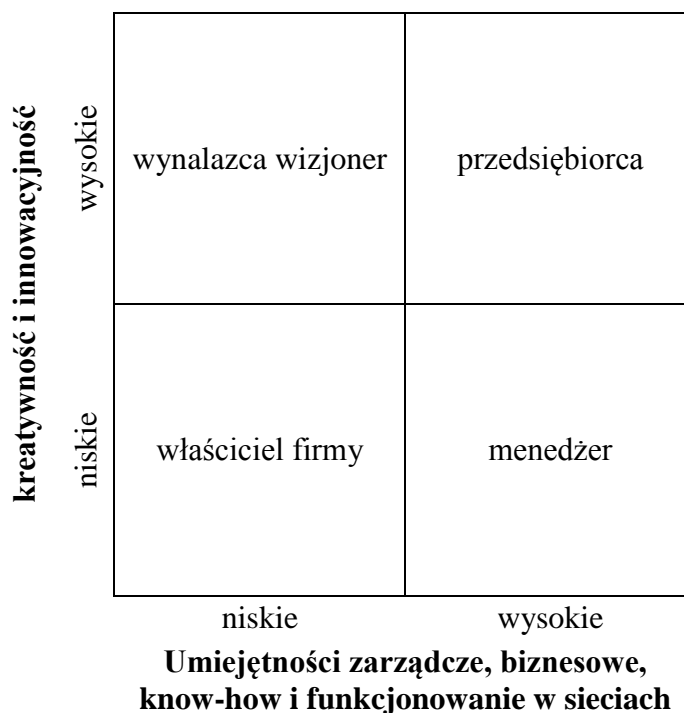 kreatywność i innowacyjność
wysokie
niskie
wynalazca wizjoner
przedsiębiorca
właściciel firmy
menedżer
niskie
wysokie
Umiejętności zarządcze, biznesowe,
know-how i funkcjonowanie w sieciach